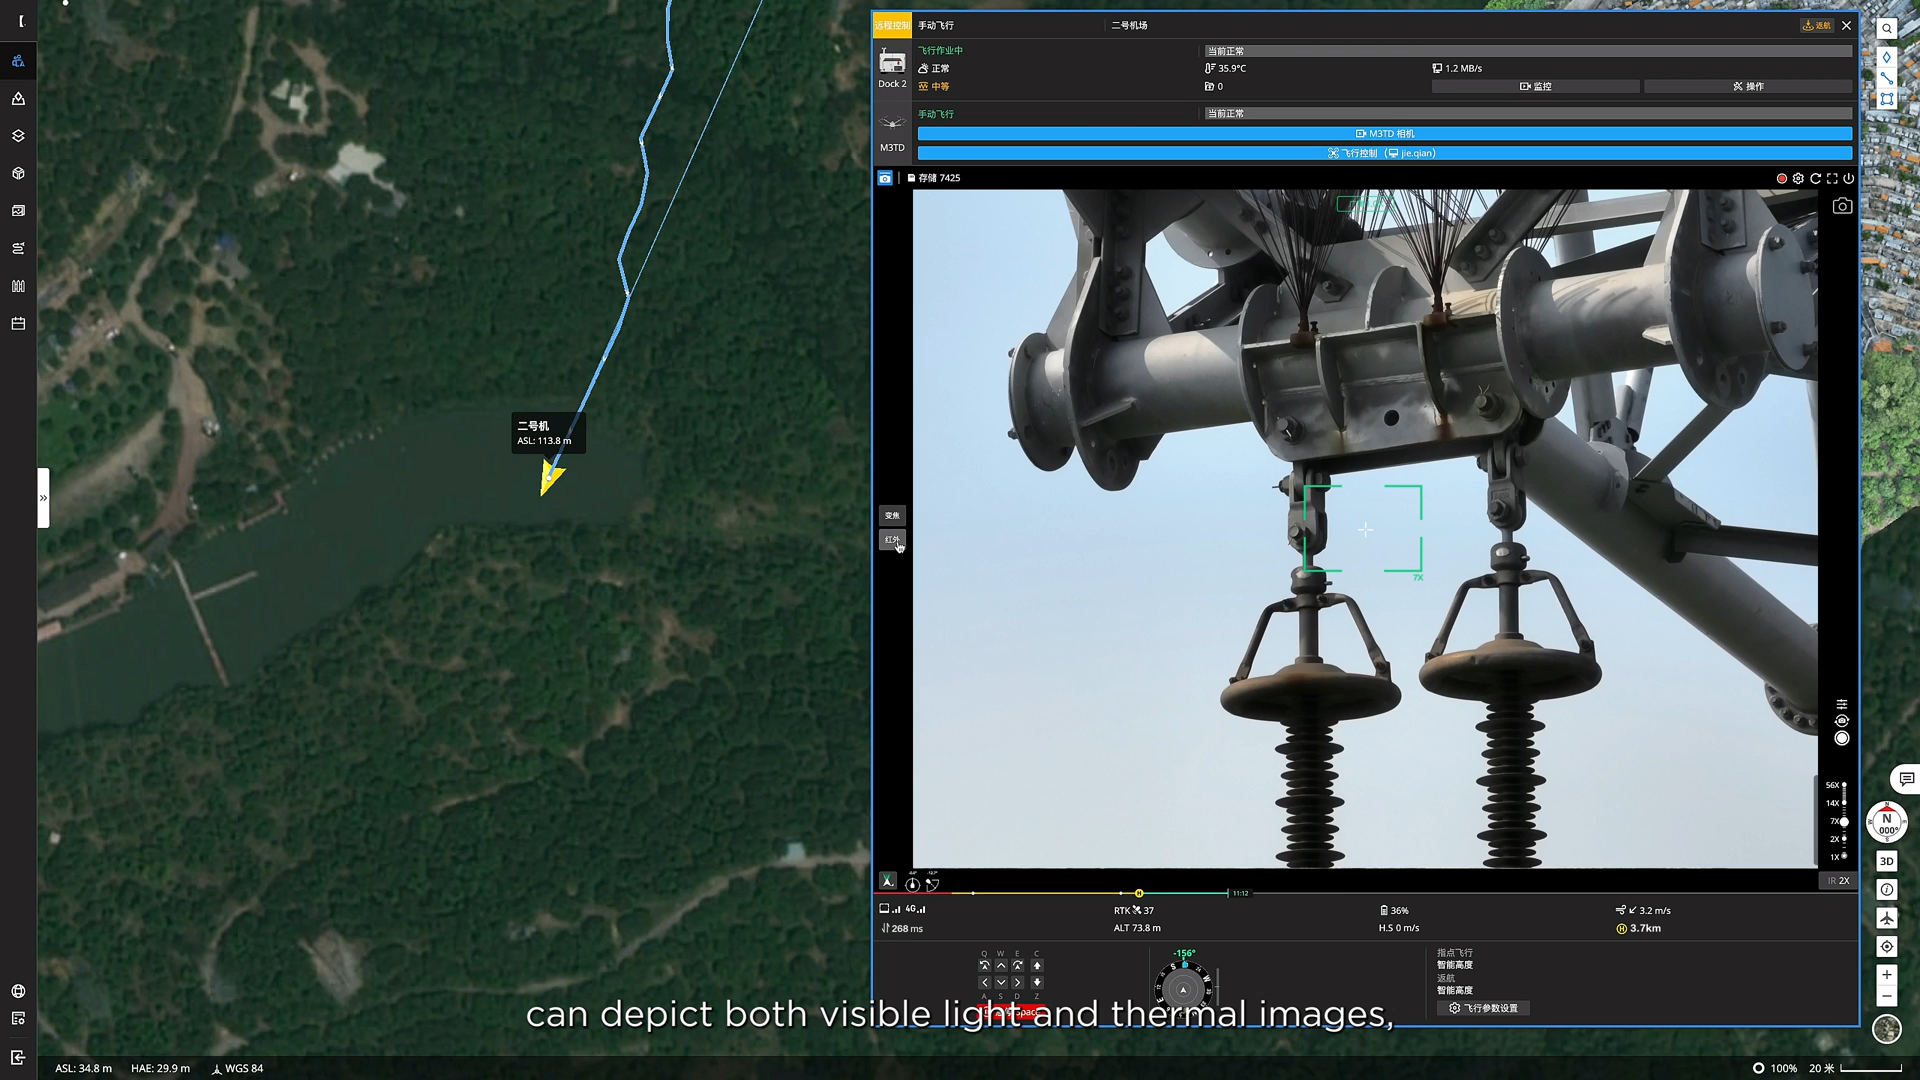 远程控制
手动飞行
二号机场
返航
Dock 2
飞行作业中
当前正常
正常
35.9°C
1.2 MB/s
中等
0
监控
操作
M3TD
手动飞行
当前正常
M3TD 相机
飞行控制 ( jie.qian)
存储 7425
二号机
ASL: 113.8 m
变焦
红外
7X
56X
14X
7X
2X
1X
IR 2X
N
000°
3D
11:12
H
4G
RTK 37
36%
3.2 m/s
268 ms
ALT 73.8 m
H.S 0 m/s
H 3.7km
Q W E C
A S D Z
-156°
指点飞行
智能高度
返航
智能高度
飞行参数设置
can depict both visible light and thermal images,
ASL: 34.8 m
HAE: 29.9 m
WGS 84
100%
20 米